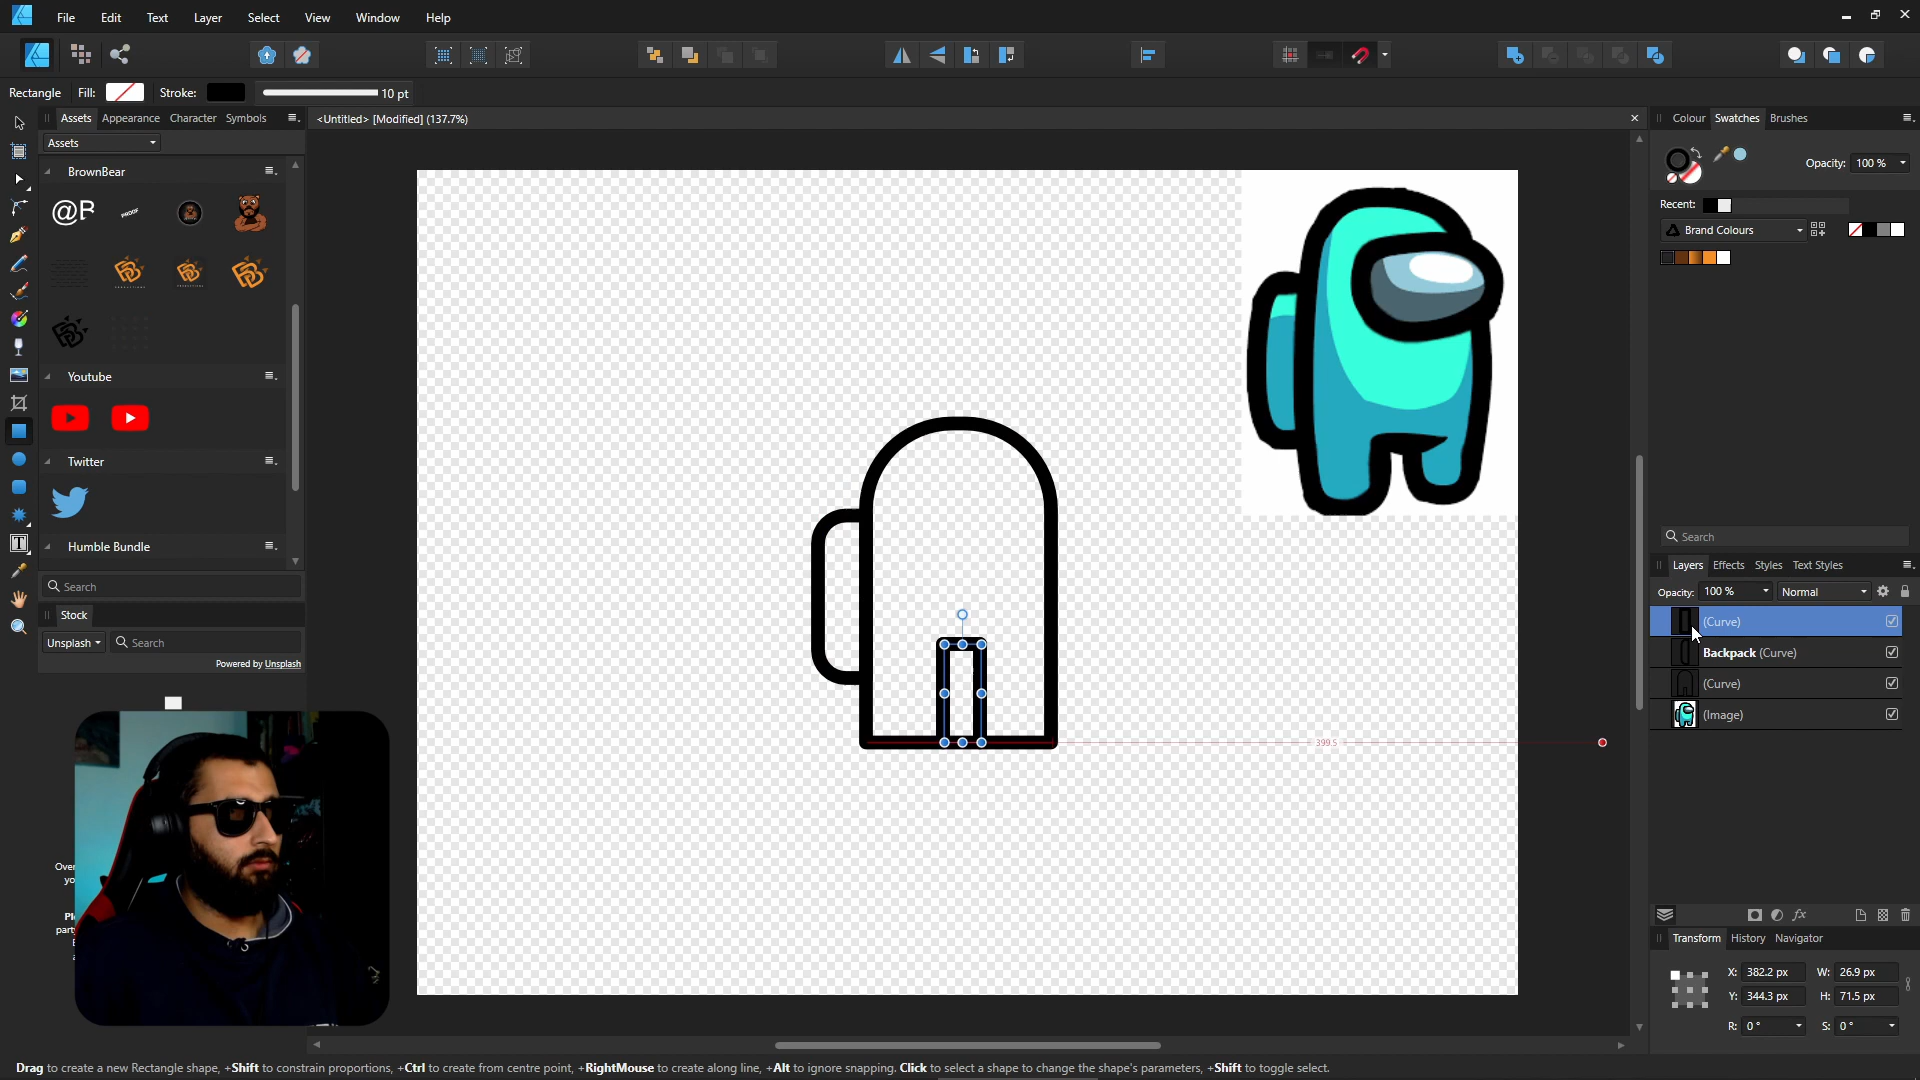 File Edit Text Layer Select View Window Help
Rectangle Fill: Stroke: 10 pt
Assets Appearance Character Symbols
<Untitled> [Modified] (137.7%)
Colour Swatches Brushes
Assets
Opacity: 100 %
BrownBear
Recent:
Brand Colours
@B
PROOF
Youtube
Twitter
Humble Bundle
Search
Search
Layers Effects Styles Text Styles
Opacity: 100 % Normal
Stock
(Curve)
Unsplash Search
Backpack (Curve)
Powered by Unsplash
(Curve)
(Image)
399.5
Transform History Navigator
X: 382.2 px W: 26.9 px
Y: 344.3 px H: 71.5 px
R: 0 ° S: 0 °
Drag to create a new Rectangle shape, +Shift to constrain proportions, +Ctrl to create from centre point, +RightMouse to create along line, +Alt to ignore snapping. Click to select a shape to change the shape's parameters, +Shift to toggle select.